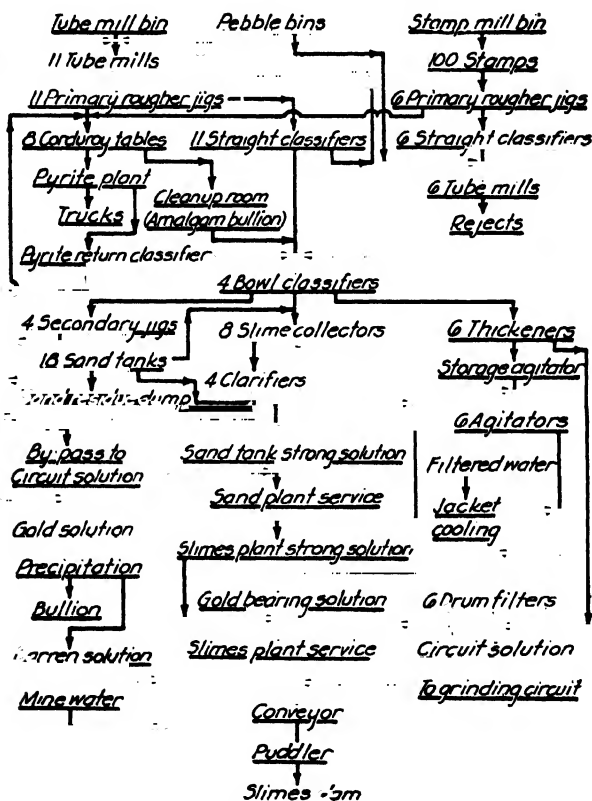 Tube mill bin
Pebble bins
Stamp mill bin
11 Tube mills
100 Stamps
11 Primary rougher jigs
6 Primary rougher jigs
8 Corduroy tables
11 Straight classifiers
6 Straight classifiers
Pyrite plant
Cleanup room
(Amalgam bullion)
6 Tube mills
Trucks
Rejects
Pyrite return classifier
4 Bowl classifiers
4 Secondary jigs
8 Slime collectors
6 Thickeners
18 Sand tanks
4 Clarifiers
Storage agitator
dump
6 Agitators
By-pass to
Circuit solution
Sand tank strong solution
Filtered water
Sand plant service
Jacket
cooling
Gold solution
Slimes plant strong solution
Precipitation
Bullion
Gold bearing solution
6 Drum filters
solution
Slimes plant service
Circuit solution
Mine water
To grinding circuit
Conveyor
Puddler
Slimes